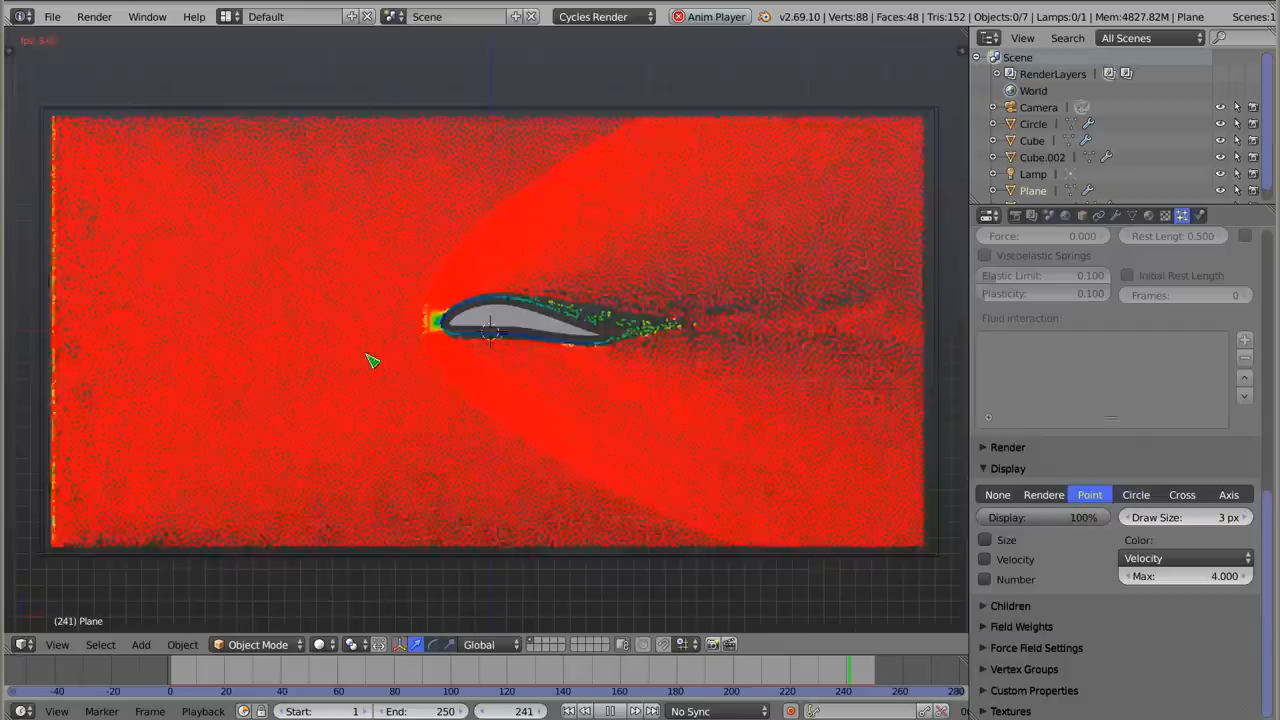 File Render Window Help Default Scene Cycles Render Anim Player v2.69.10 | Verts:88 | Faces:48 | Tris:152 | Objects:0/7 | Lamps:0/1 | Mem:4827.82M | Plane Scenes:1
View Search All Scenes
Scene
RenderLayers
World
Camera
Circle
Cube
Cube.002
Lamp
Plane
Force: 0.000 Rest Lengt: 0.500
Viscoelastic Springs
Elastic Limit: 0.100 Initial Rest Length
Plasticity: 0.100 Frames: 0
Fluid interaction:
Render
Display
None Rendere Point Circle Cross Axis
Display: 100% Draw Size: 3 px
Size Color:
Velocity Velocity
Number Max: 4.000
Children
Field Weights
Force Field Settings
Vertex Groups
Custom Properties
Textures
(241) Plane
View Select Add Object Object Mode Global
-40 -20 0 20 40 60 80 100 120 140 160 180 200 220 240 260 280
View Marker Frame Playback Start: 1 End: 250 241 No Sync